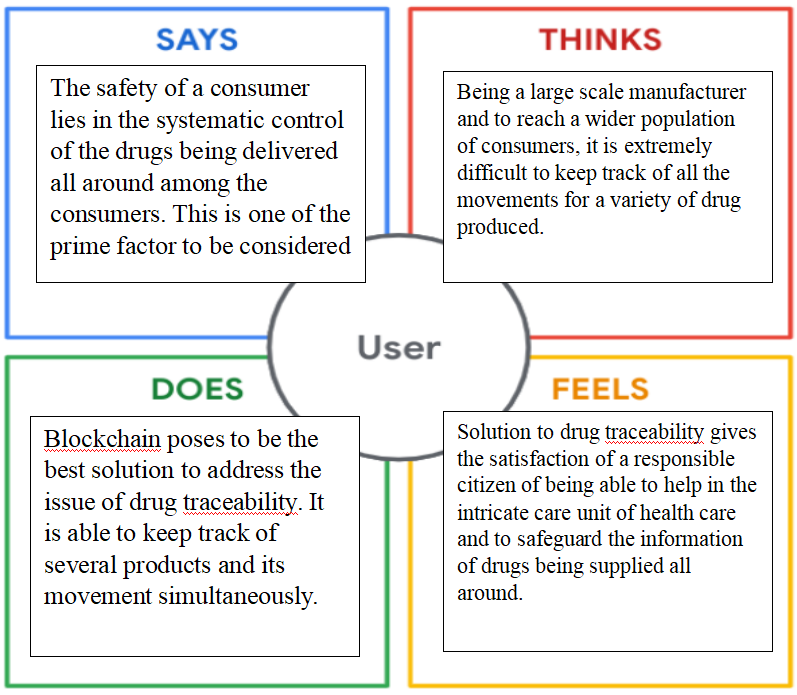 SAYS
The safety of a consumer
lies in the systematic control
of the drugs being delivered
all around among the
consumers. This is one of the
prime factor to be considered
THINKS
Being a large scale manufacturer
and to reach a wider population
of consumers, it is extremely
difficult to keep track of all the
movements for a variety of drug
produced.
User
DOES
Blockchain poses to be the
best solution to address the
issue of drug traceability. It
is able to keep track of
several products and its
movement simultaneously.
FEELS
Solution to drug traceability gives
the satisfaction of a responsible
citizen of being able to help in the
intricate care unit of health care
and to safeguard the information
of drugs being supplied all
around.